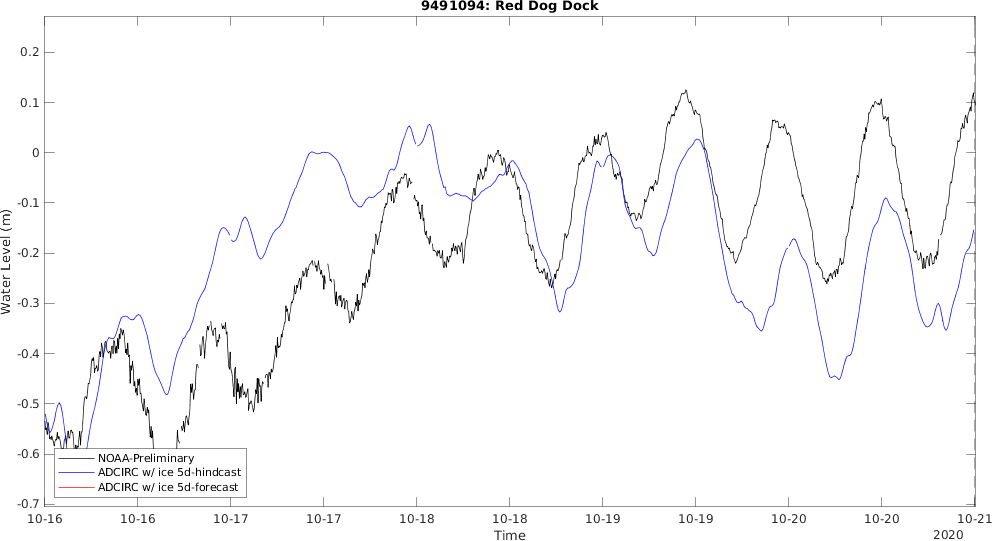 9491094: Red Dog Dock
0.2
0.1
0
-0.1
-0.2
-0.3
-0.4
-0.5
-0.6
-0.7
Water Level (m)
NOAA-Preliminary
ADCIRC w/ ice 5d-hindcast
ADCIRC w/ ice 5d-forecast
10-16 10-16 10-17 10-17 10-18 10-18 10-19 10-19 10-20 10-20 10-21
Time
2020